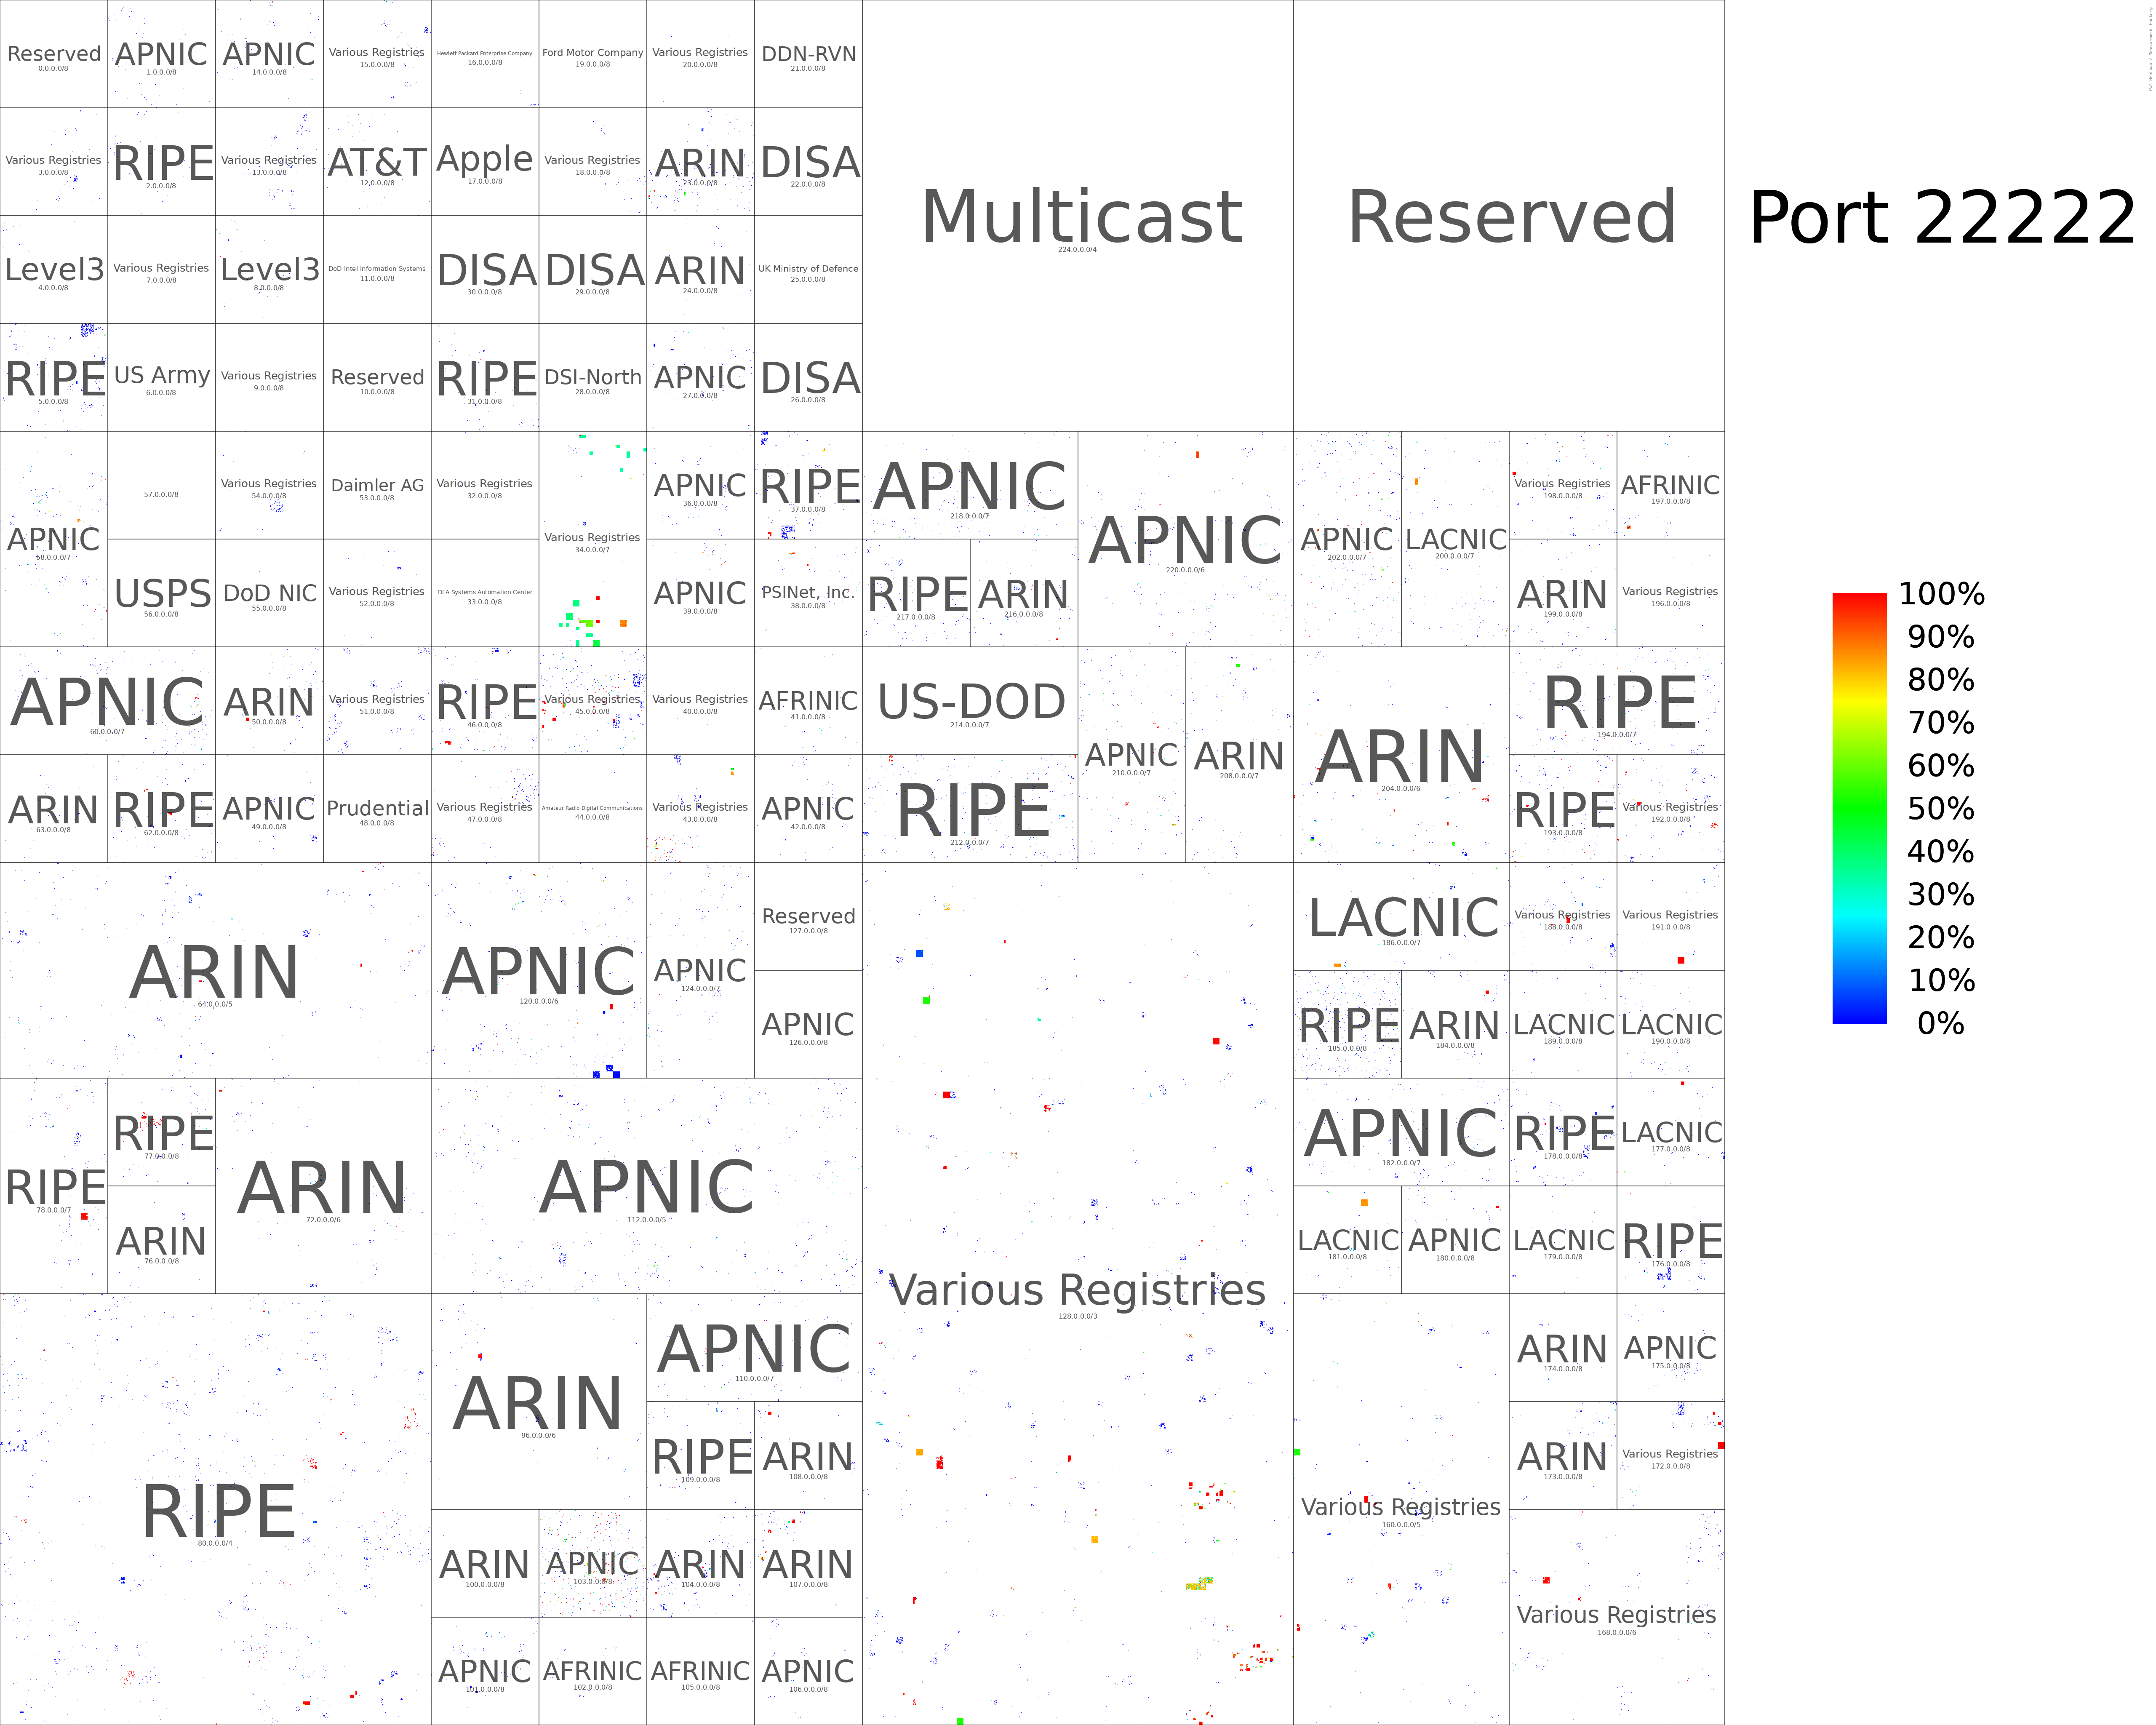 Reserved
0.0.0.0/8
APNIC
1.0.0.0/8
APNIC
14.0.0.0/8
Various Registries
15.0.0.0/8
Hewlett Packard Enterprise Company
16.0.0.0/8
Ford Motor Company
19.0.0.0/8
Various Registries
20.0.0.0/8
DDN-RVN
21.0.0.0/8
Various Registries
3.0.0.0/8
RIPE
2.0.0.0/8
Various Registries
13.0.0.0/8
AT&T
12.0.0.0/8
Apple
17.0.0.0/8
Various Registries
18.0.0.0/8
ARIN
23.0.0.0/8
DISA
22.0.0.0/8
Multicast
224.0.0.0/4
Reserved
Port 22222
Level3
4.0.0.0/8
Various Registries
7.0.0.0/8
Level3
8.0.0.0/8
DoD Intel Information Systems
11.0.0.0/8
DISA
30.0.0.0/8
DISA
29.0.0.0/8
ARIN
24.0.0.0/8
UK Ministry of Defence
25.0.0.0/8
RIPE
5.0.0.0/8
US Army
6.0.0.0/8
Various Registries
9.0.0.0/8
Reserved
10.0.0.0/8
RIPE
31.0.0.0/8
DSI-North
28.0.0.0/8
APNIC
27.0.0.0/8
DISA
26.0.0.0/8
APNIC
58.0.0.0/7
57.0.0.0/8
Various Registries
54.0.0.0/8
Daimler AG
53.0.0.0/8
Various Registries
32.0.0.0/8
Various Registries
34.0.0.0/7
APNIC
36.0.0.0/8
RIPE
37.0.0.0/8
APNIC
218.0.0.0/7
APNIC
220.0.0.0/6
APNIC
202.0.0.0/7
LACNIC
200.0.0.0/7
Various Registries
198.0.0.0/8
AFRINIC
197.0.0.0/8
USPS
56.0.0.0/8
DoD NIC
55.0.0.0/8
Various Registries
52.0.0.0/8
DLA Systems Automation Center
33.0.0.0/8
APNIC
39.0.0.0/8
PSINet, Inc.
38.0.0.0/8
RIPE
217.0.0.0/8
ARIN
216.0.0.0/8
ARIN
199.0.0.0/8
Various Registries
196.0.0.0/8
100%
90%
80%
70%
60%
50%
40%
30%
20%
10%
0%
APNIC
60.0.0.0/7
ARIN
50.0.0.0/8
Various Registries
51.0.0.0/8
RIPE
46.0.0.0/8
Various Registries
45.0.0.0/8
Various Registries
40.0.0.0/8
AFRINIC
41.0.0.0/8
US-DOD
214.0.0.0/7
APNIC
210.0.0.0/7
ARIN
208.0.0.0/7
ARIN
204.0.0.0/6
RIPE
194.0.0.0/7
ARIN
63.0.0.0/8
RIPE
62.0.0.0/8
APNIC
49.0.0.0/8
Prudential
48.0.0.0/8
Various Registries
47.0.0.0/8
Amateur Radio Digital Communications
44.0.0.0/8
Various Registries
43.0.0.0/8
APNIC
42.0.0.0/8
RIPE
212.0.0.0/7
RIPE
193.0.0.0/8
Various Registries
192.0.0.0/8
ARIN
64.0.0.0/5
APNIC
120.0.0.0/6
APNIC
124.0.0.0/7
Reserved
127.0.0.0/8
APNIC
126.0.0.0/8
LACNIC
186.0.0.0/7
Various Registries
188.0.0.0/8
Various Registries
191.0.0.0/8
RIPE
185.0.0.0/8
ARIN
184.0.0.0/8
LACNIC
189.0.0.0/8
LACNIC
190.0.0.0/8
RIPE
78.0.0.0/7
RIPE
77.0.0.0/8
ARIN
76.0.0.0/8
ARIN
72.0.0.0/6
APNIC
112.0.0.0/5
Various Registries
128.0.0.0/3
APNIC
182.0.0.0/7
RIPE
178.0.0.0/8
LACNIC
177.0.0.0/8
LACNIC
181.0.0.0/8
APNIC
180.0.0.0/8
LACNIC
179.0.0.0/8
RIPE
176.0.0.0/8
RIPE
80.0.0.0/4
ARIN
96.0.0.0/6
APNIC
110.0.0.0/7
RIPE
109.0.0.0/8
ARIN
108.0.0.0/8
Various Registries
160.0.0.0/5
ARIN
174.0.0.0/8
APNIC
175.0.0.0/8
ARIN
173.0.0.0/8
Various Registries
172.0.0.0/8
ARIN
100.0.0.0/8
APNIC
103.0.0.0/8
ARIN
104.0.0.0/8
ARIN
107.0.0.0/8
Various Registries
168.0.0.0/6
APNIC
101.0.0.0/8
AFRINIC
102.0.0.0/8
AFRINIC
105.0.0.0/8
APNIC
106.0.0.0/8